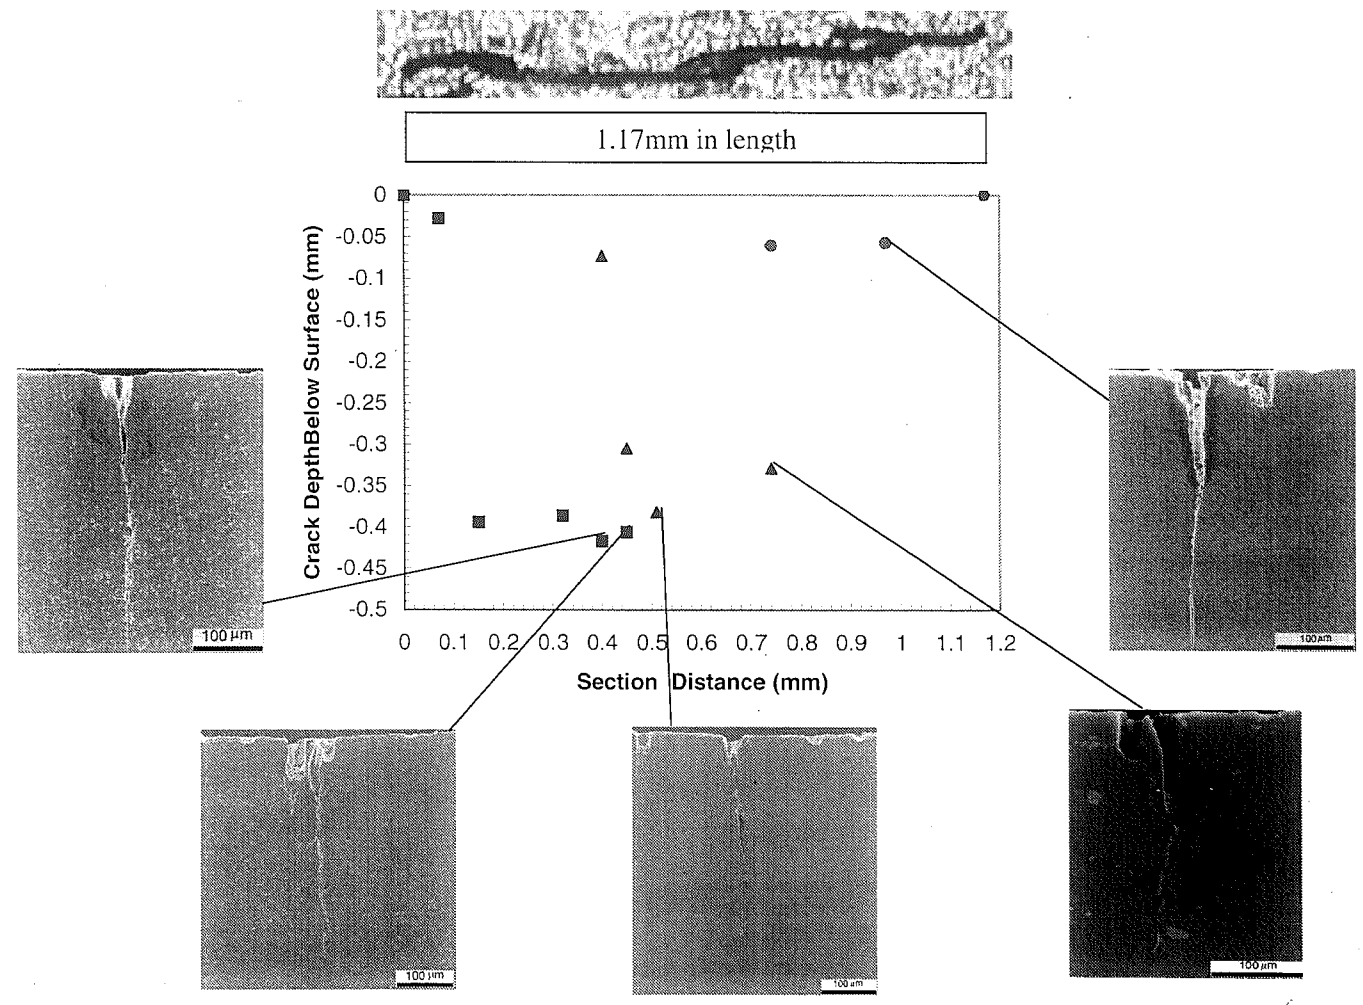 1.17mm in length
0
-0.05
-0.1
-0.15
-0.2
-0.25
-0.3
-0.35
-0.4
-0.45
-0.5
Crack DepthBelow Surface (mm)
0 0.1 0.2 0.3 0.4 0.5 0.6 0.7 0.8 0.9 1 1.1 1.2
Section Distance (mm)
100 µm
100µm
100 µm
100 µm
100 µm